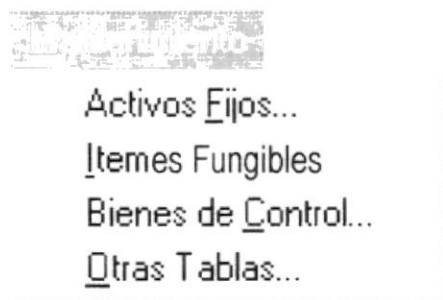 Activos Fijos...
Itemes Fungibles
Bienes de Control...
Otras Tablas...